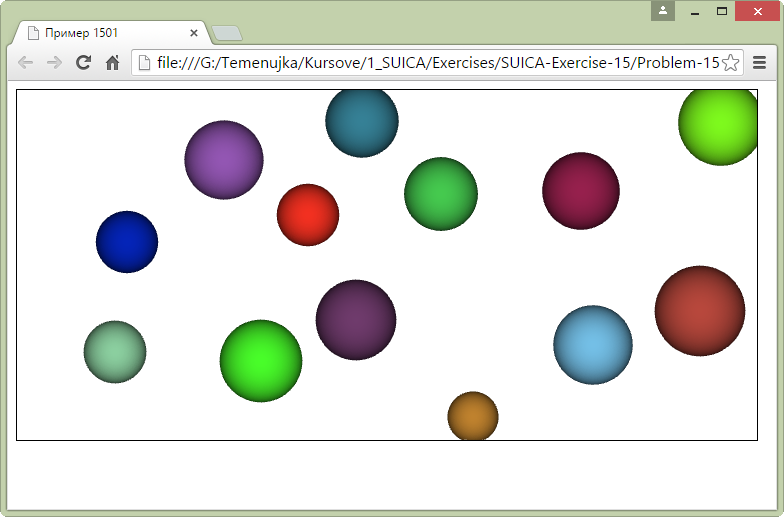 Пример 1501
file:///G:/Temenujka/Kursove/1_SUICA/Exercises/SUICA-Exercise-15/Problem-15